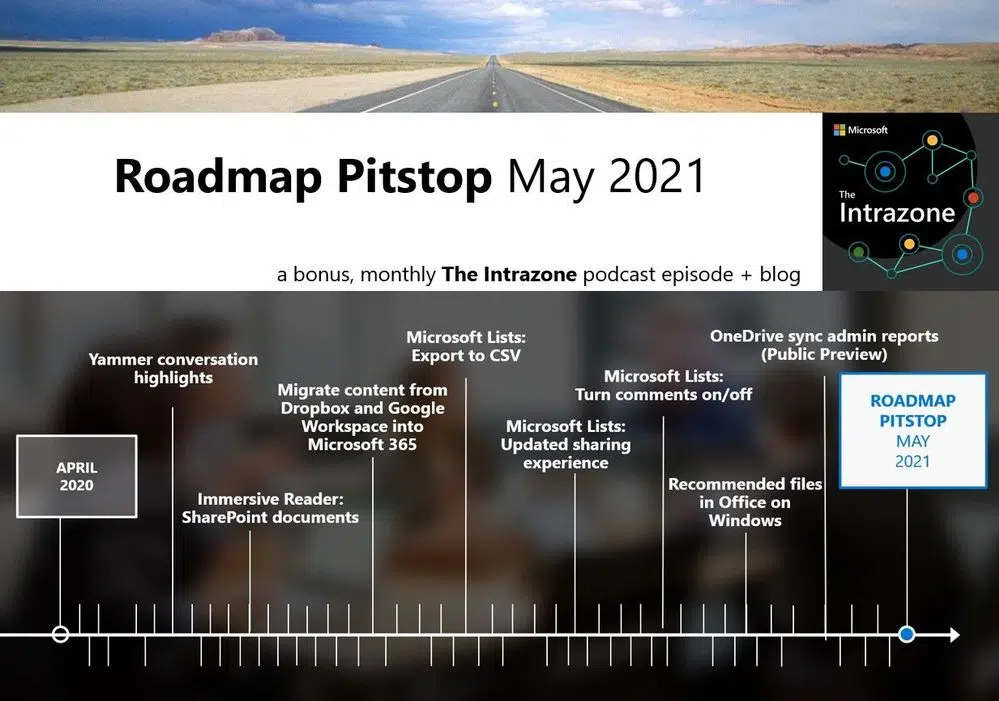 Microsoft
Roadmap Pitstop May 2021
The
Intrazone
a bonus, monthly The Intrazone podcast episode + blog
APRIL
2020
Yammer conversation
highlights
Immersive Reader:
SharePoint documents
Migrate content from
Dropbox and Google
Workspace into
Microsoft 365
Microsoft Lists:
Export to CSV
Microsoft Lists:
Updated sharing
experience
Microsoft Lists:
Turn comments on/off
Recommended files
in Office on
Windows
OneDrive sync admin reports
(Public Preview)
ROADMAP
PITSTOP
MAY
2021